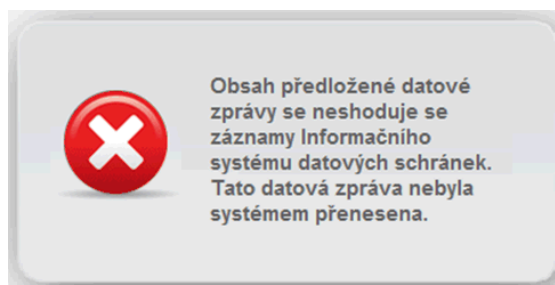 Obsah předložené datové
zprávy se neshoduje se
záznamy Informačního
systému datových schránek.
Tato datová zpráva nebyla
systémem přenesena.